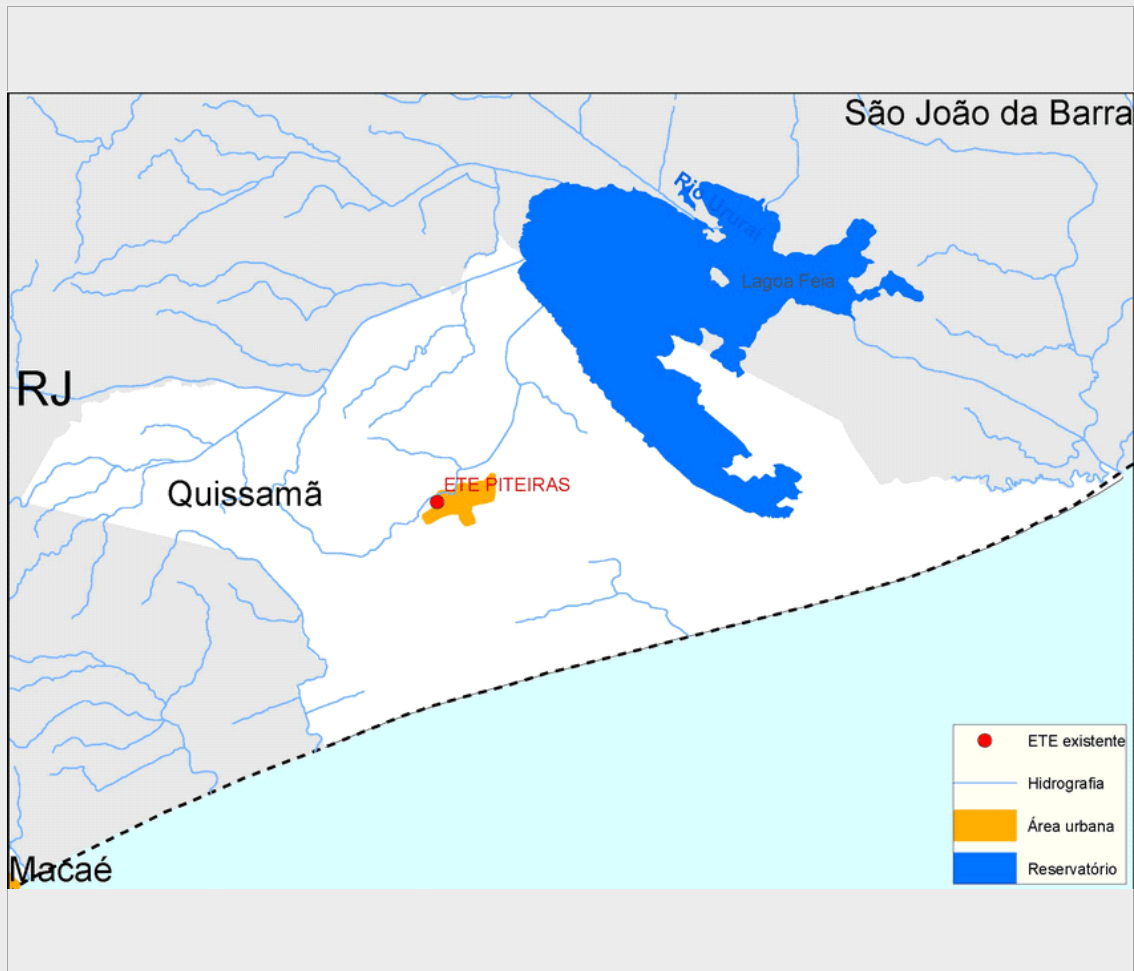 São João da Barra
Rio Ururaí
Lagoa Feia
RJ
ETE PITEIRAS
Quissamã
ETE existente
Hidrografia
Área urbana
Reservatório
Macaé